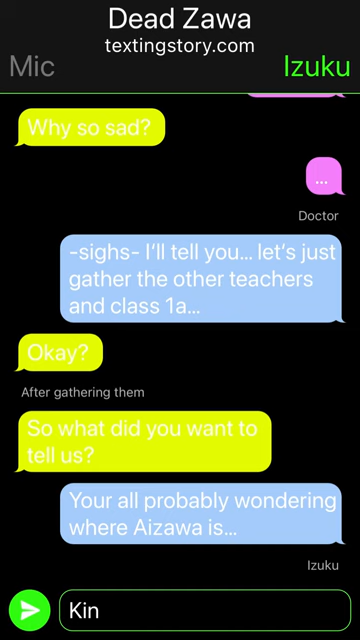 Dead Zawa
textingstory.com
Mic
Izuku
Why so sad?
...
Doctor
-sighs- I’ll tell you... let’s just
gather the other teachers
and class 1a...
Okay?
After gathering them
So what did you want to
tell us?
Your all probably wondering
where Aizawa is...
Izuku
Kin